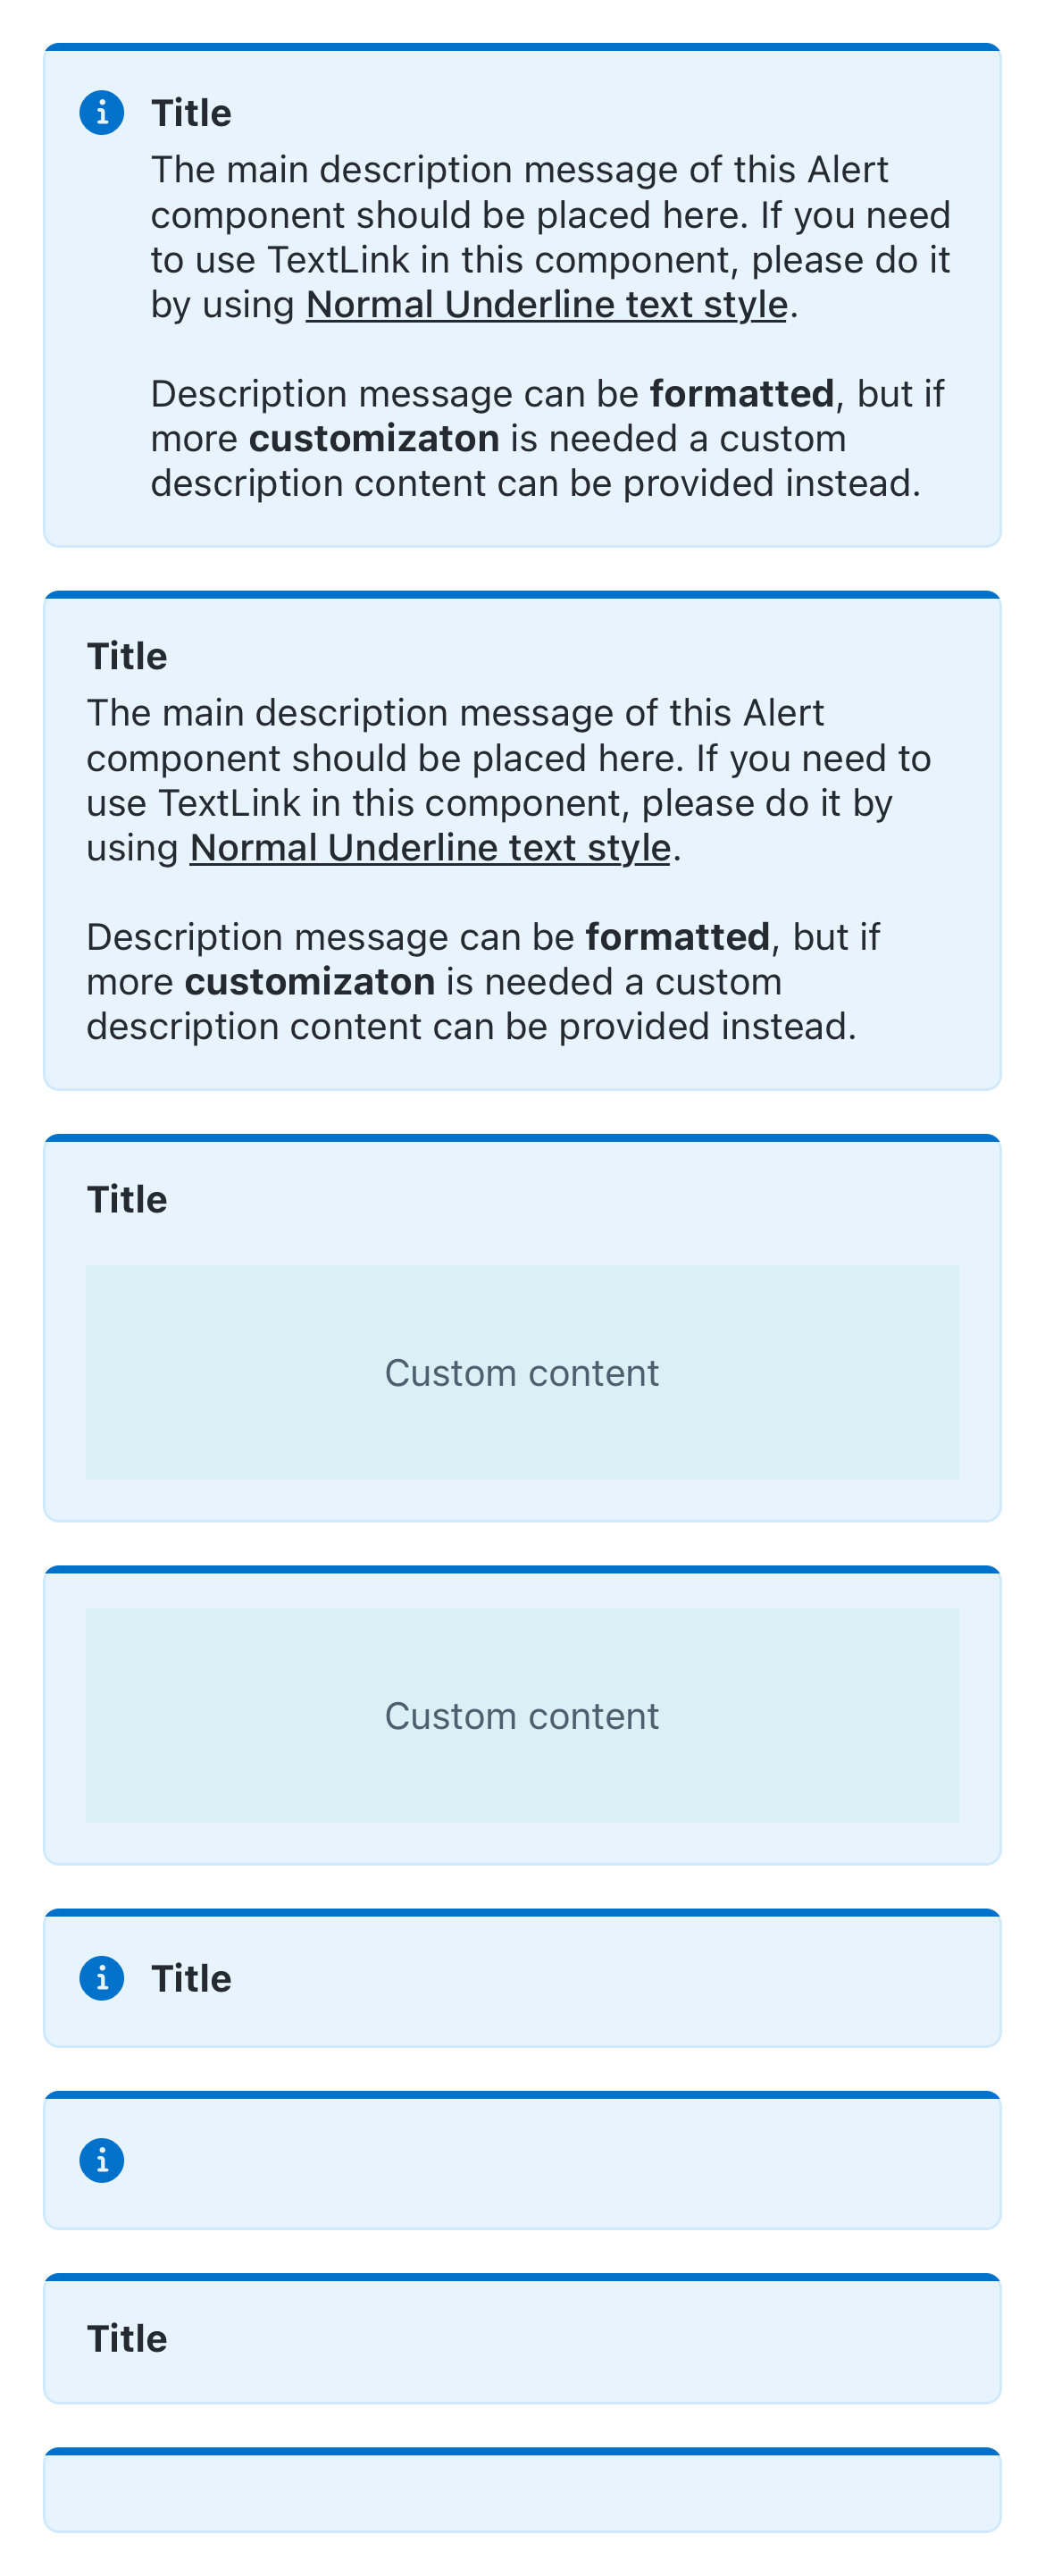 Title
The main description message of this Alert
component should be placed here. If you need
to use TextLink in this component, please do it
by using Normal Underline text style.
Description message can be formatted, but if
more customizaton is needed a custom
description content can be provided instead.
Title
The main description message of this Alert
component should be placed here. If you need to
use TextLink in this component, please do it by
using Normal Underline text style.
Description message can be formatted, but if
more customizaton is needed a custom
description content can be provided instead.
Title
Custom content
Custom content
Title
Title